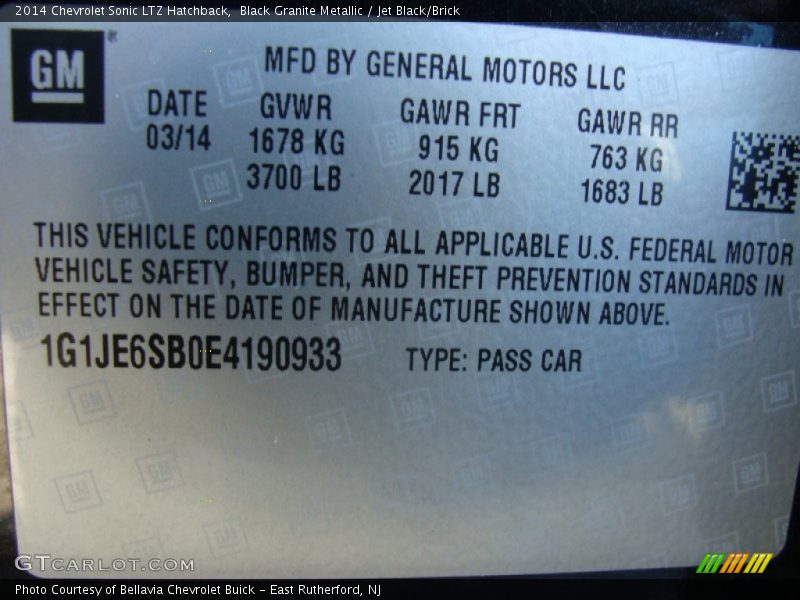 2014 Chevrolet Sonic LTZ Hatchback,  Black Granite Metallic / Jet Black/Brick
GM®
MFD BY GENERAL MOTORS LLC
DATE GVWR GAWR FRT GAWR RR
03/14 1678 KG 915 KG 763 KG
3700 LB 2017 LB 1683 LB
THIS VEHICLE CONFORMS TO ALL APPLICABLE U.S. FEDERAL MOTOR
VEHICLE SAFETY, BUMPER, AND THEFT PREVENTION STANDARDS IN
EFFECT ON THE DATE OF MANUFACTURE SHOWN ABOVE.
1G1JE6SB0E4190933 TYPE: PASS CAR
GTCarlot.com
Photo Courtesy of Bellavia Chevrolet Buick – East Rutherford, NJ